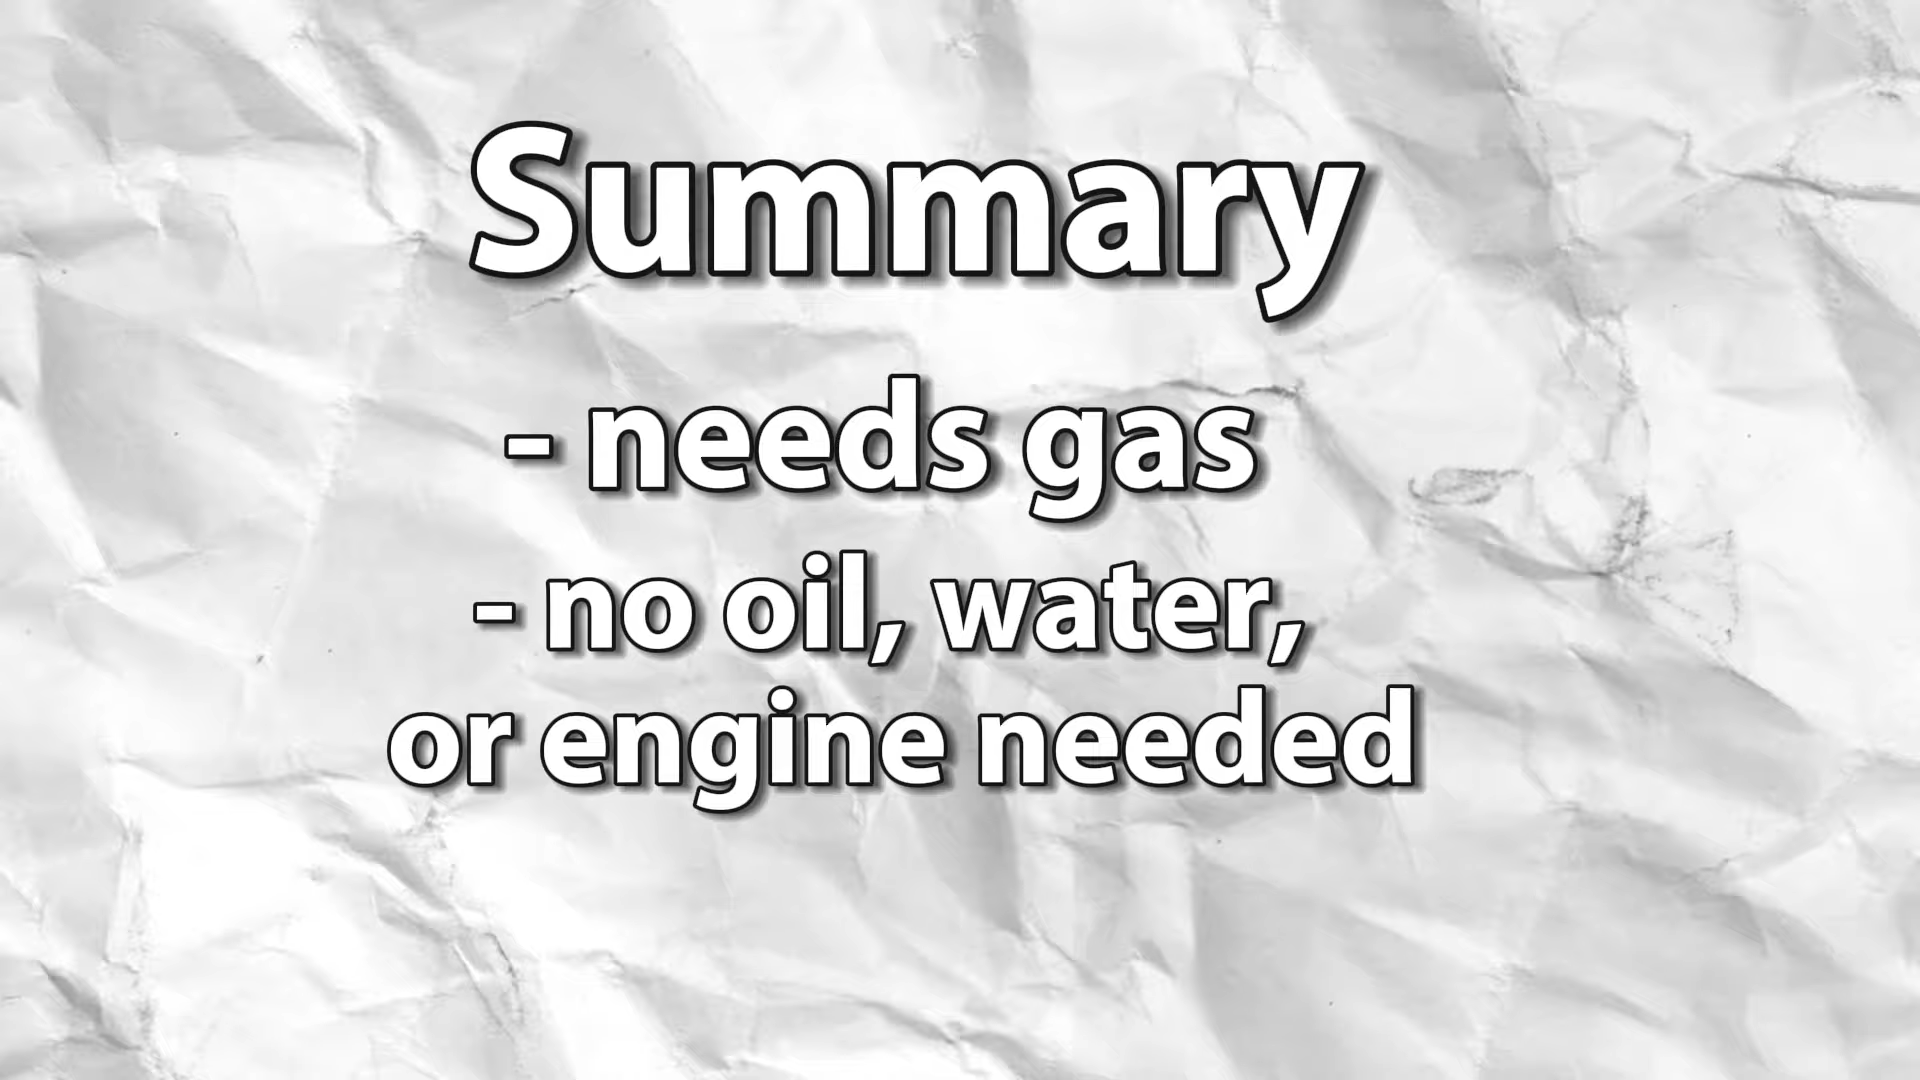 Summary
- needs gas
- no oil, water,
or engine needed